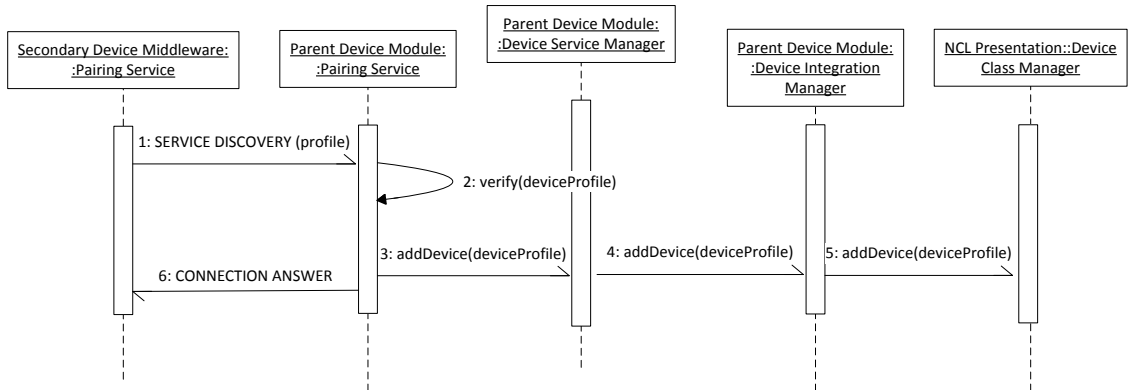 Secondary Device Middleware:
:Pairing Service
Parent Device Module:
:Pairing Service
Parent Device Module:
:Device Service Manager
Parent Device Module:
:Device Integration
Manager
NCL Presentation::Device
Class Manager
1: SERVICE DISCOVERY (profile)
2: verify(deviceProfile)
3: addDevice(deviceProfile)
4: addDevice(deviceProfile)
5: addDevice(deviceProfile)
6: CONNECTION ANSWER